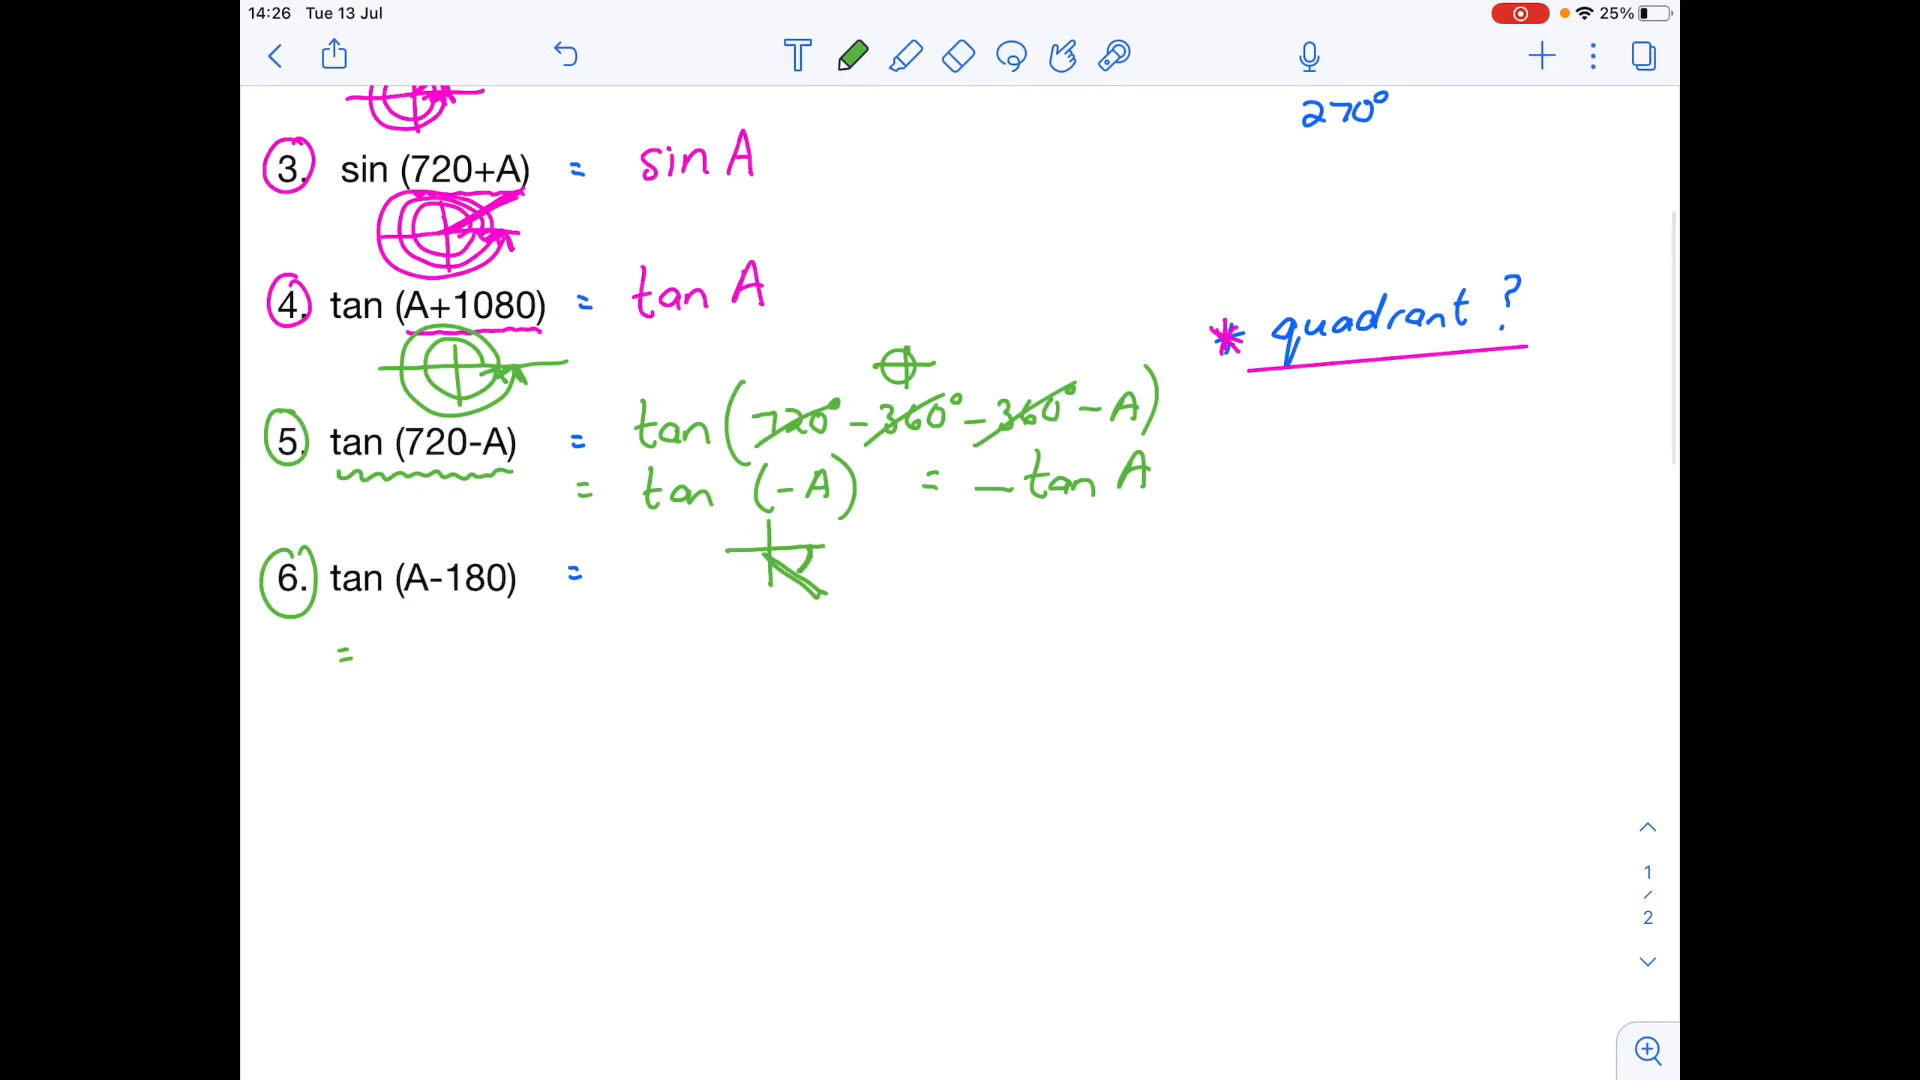 14:26 Tue 13 Jul 25%
270°
3. sin (720+A) = sin A
4. tan (A+1080) = tan A
* quadrant ?
5. tan (720-A) = tan (720° - 360° - 360° - A)
= tan (-A) = - tan A
6. tan (A-180) =
=
1
/
2